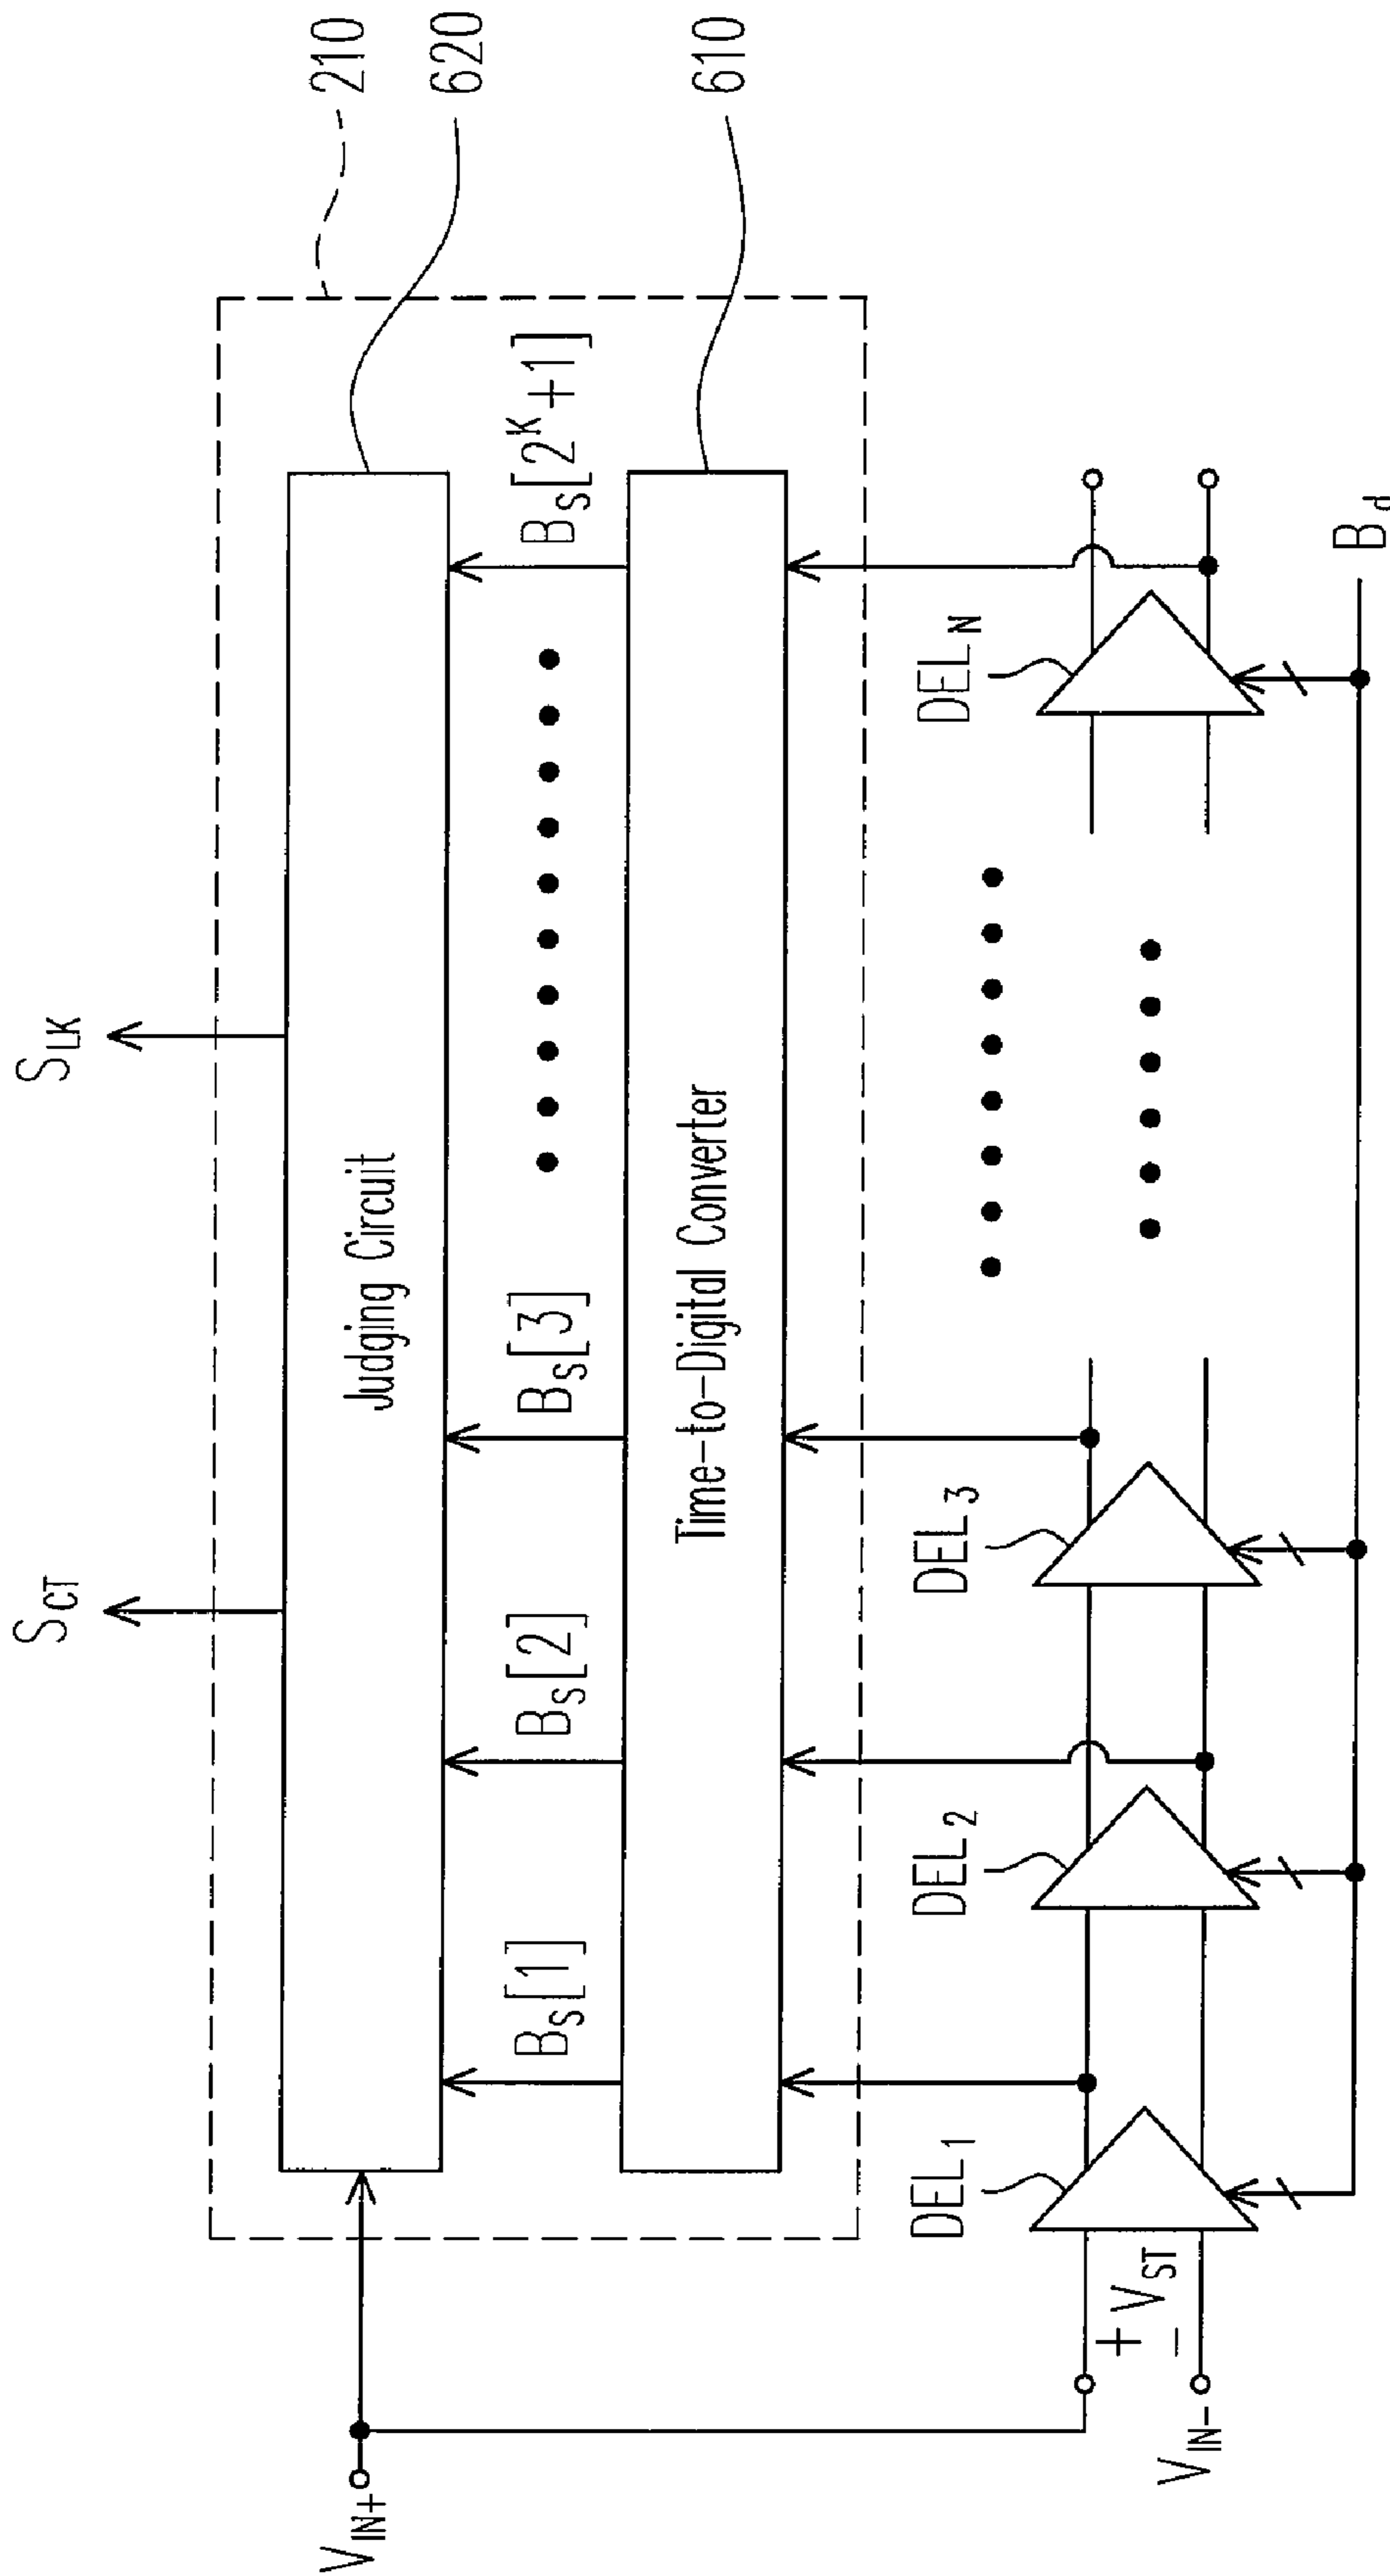 S_CT
S_LK
210
620
610
V_IN+
Judging Circuit
B_S[1]
B_S[2]
B_S[3]
B_S[2^K+1]
Time-to-Digital Converter
DEL_1
DEL_2
DEL_3
DEL_N
+
V_ST
−
V_IN−
B_d